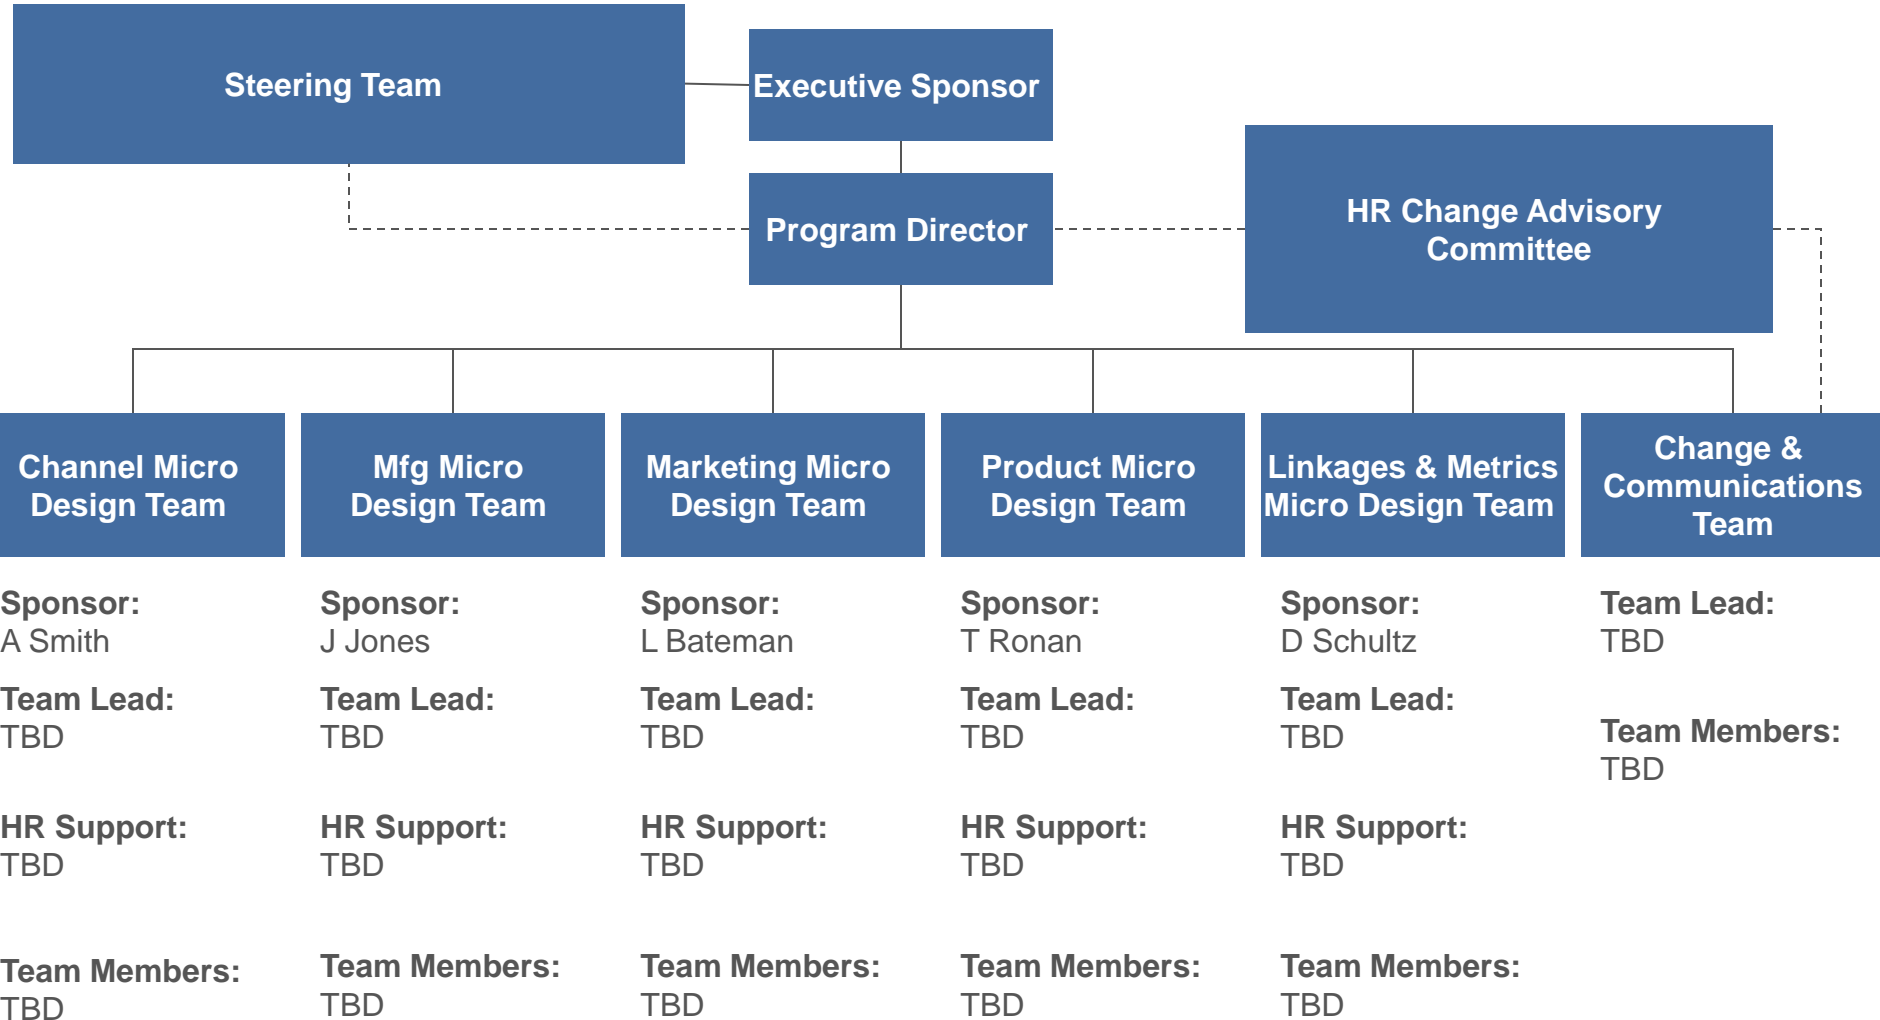 Steering Team
Executive Sponsor
Program Director
HR Change Advisory
Committee
Channel Micro
Design Team
Mfg Micro
Design Team
Marketing Micro
Design Team
Product Micro
Design Team
Linkages & Metrics
Micro Design Team
Change &
Communications
Team
Sponsor:
A Smith
Team Lead:
TBD
HR Support:
TBD
Team Members:
TBD
Sponsor:
J Jones
Team Lead:
TBD
HR Support:
TBD
Team Members:
TBD
Sponsor:
L Bateman
Team Lead:
TBD
HR Support:
TBD
Team Members:
TBD
Sponsor:
T Ronan
Team Lead:
TBD
HR Support:
TBD
Team Members:
TBD
Sponsor:
D Schultz
Team Lead:
TBD
HR Support:
TBD
Team Members:
TBD
Team Lead:
TBD
Team Members:
TBD